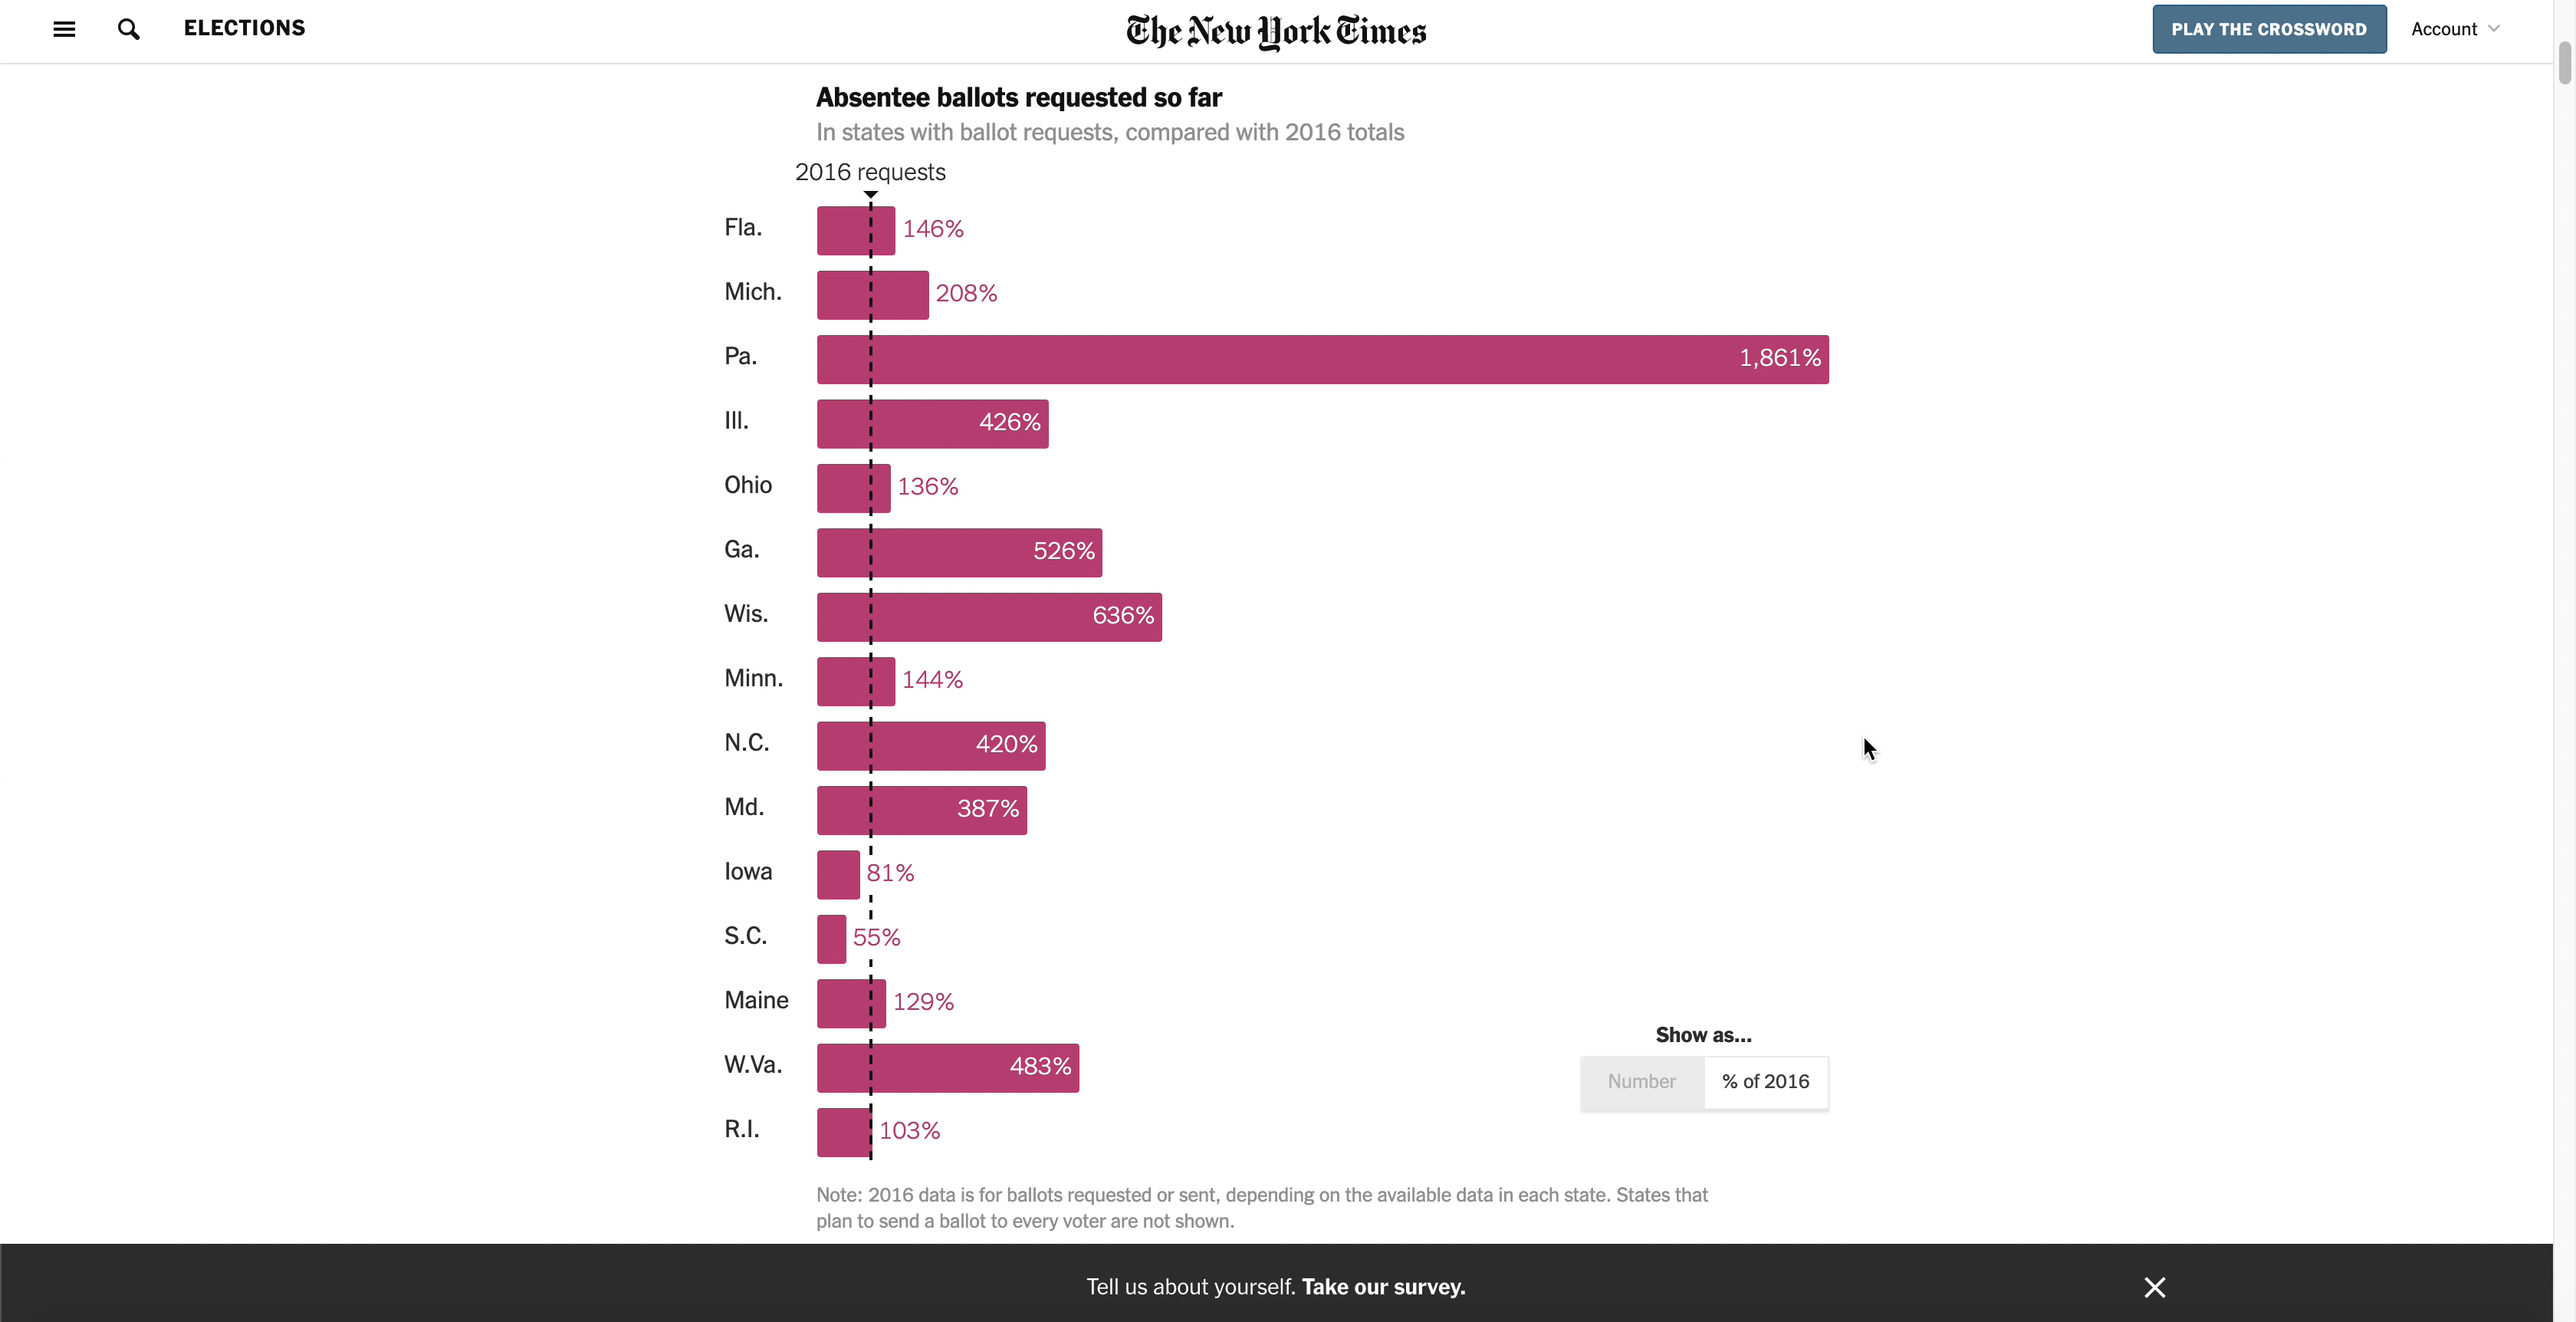 ELECTIONS
The New York Times
PLAY THE CROSSWORD
Account
Absentee ballots requested so far
In states with ballot requests, compared with 2016 totals
2016 requests
Fla. 146%
Mich. 208%
Pa. 1,861%
Ill. 426%
Ohio 136%
Ga. 526%
Wis. 636%
Minn. 144%
N.C. 420%
Md. 387%
Iowa 81%
S.C. 55%
Maine 129%
W.Va. 483%
R.I. 103%
Show as...
Number % of 2016
Note: 2016 data is for ballots requested or sent, depending on the available data in each state. States that
plan to send a ballot to every voter are not shown.
Tell us about yourself. Take our survey.